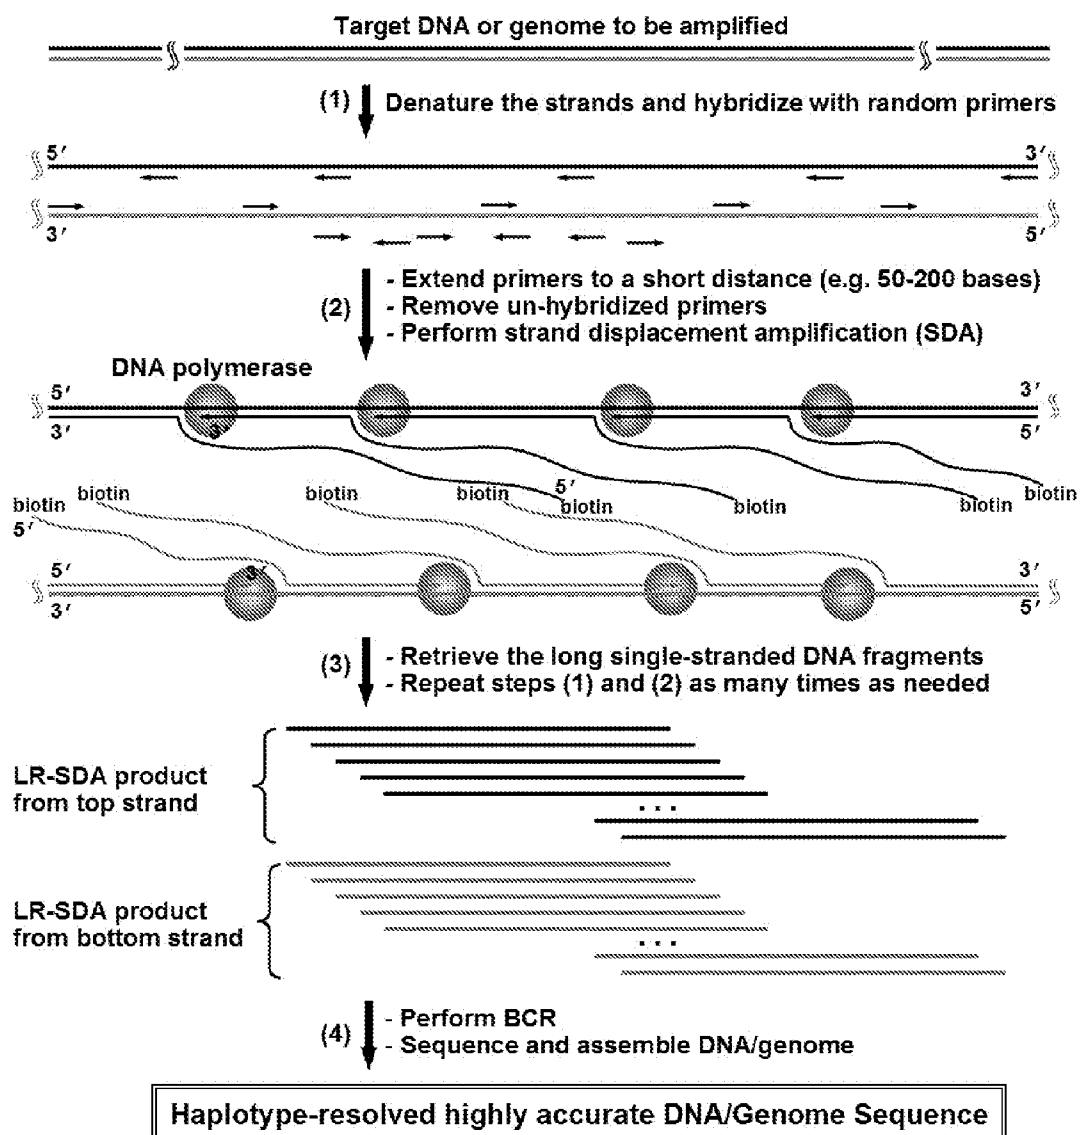 Target DNA or genome to be amplified
(1) Denature the strands and hybridize with random primers
5′ 3′
3′ 5′
(2)
- Extend primers to a short distance (e.g. 50-200 bases)
- Remove un-hybridized primers
- Perform strand displacement amplification (SDA)
DNA polymerase
5′ 3′
3′ 3′ 5′
biotin biotin biotin biotin 5′ biotin biotin biotin biotin
5′
5′ 3′ 3′
3′ 5′
(3)
- Retrieve the long single-stranded DNA fragments
- Repeat steps (1) and (2) as many times as needed
LR-SDA product
from top strand
. . .
LR-SDA product
from bottom strand
. . .
(4)
- Perform BCR
- Sequence and assemble DNA/genome
Haplotype-resolved highly accurate DNA/Genome Sequence